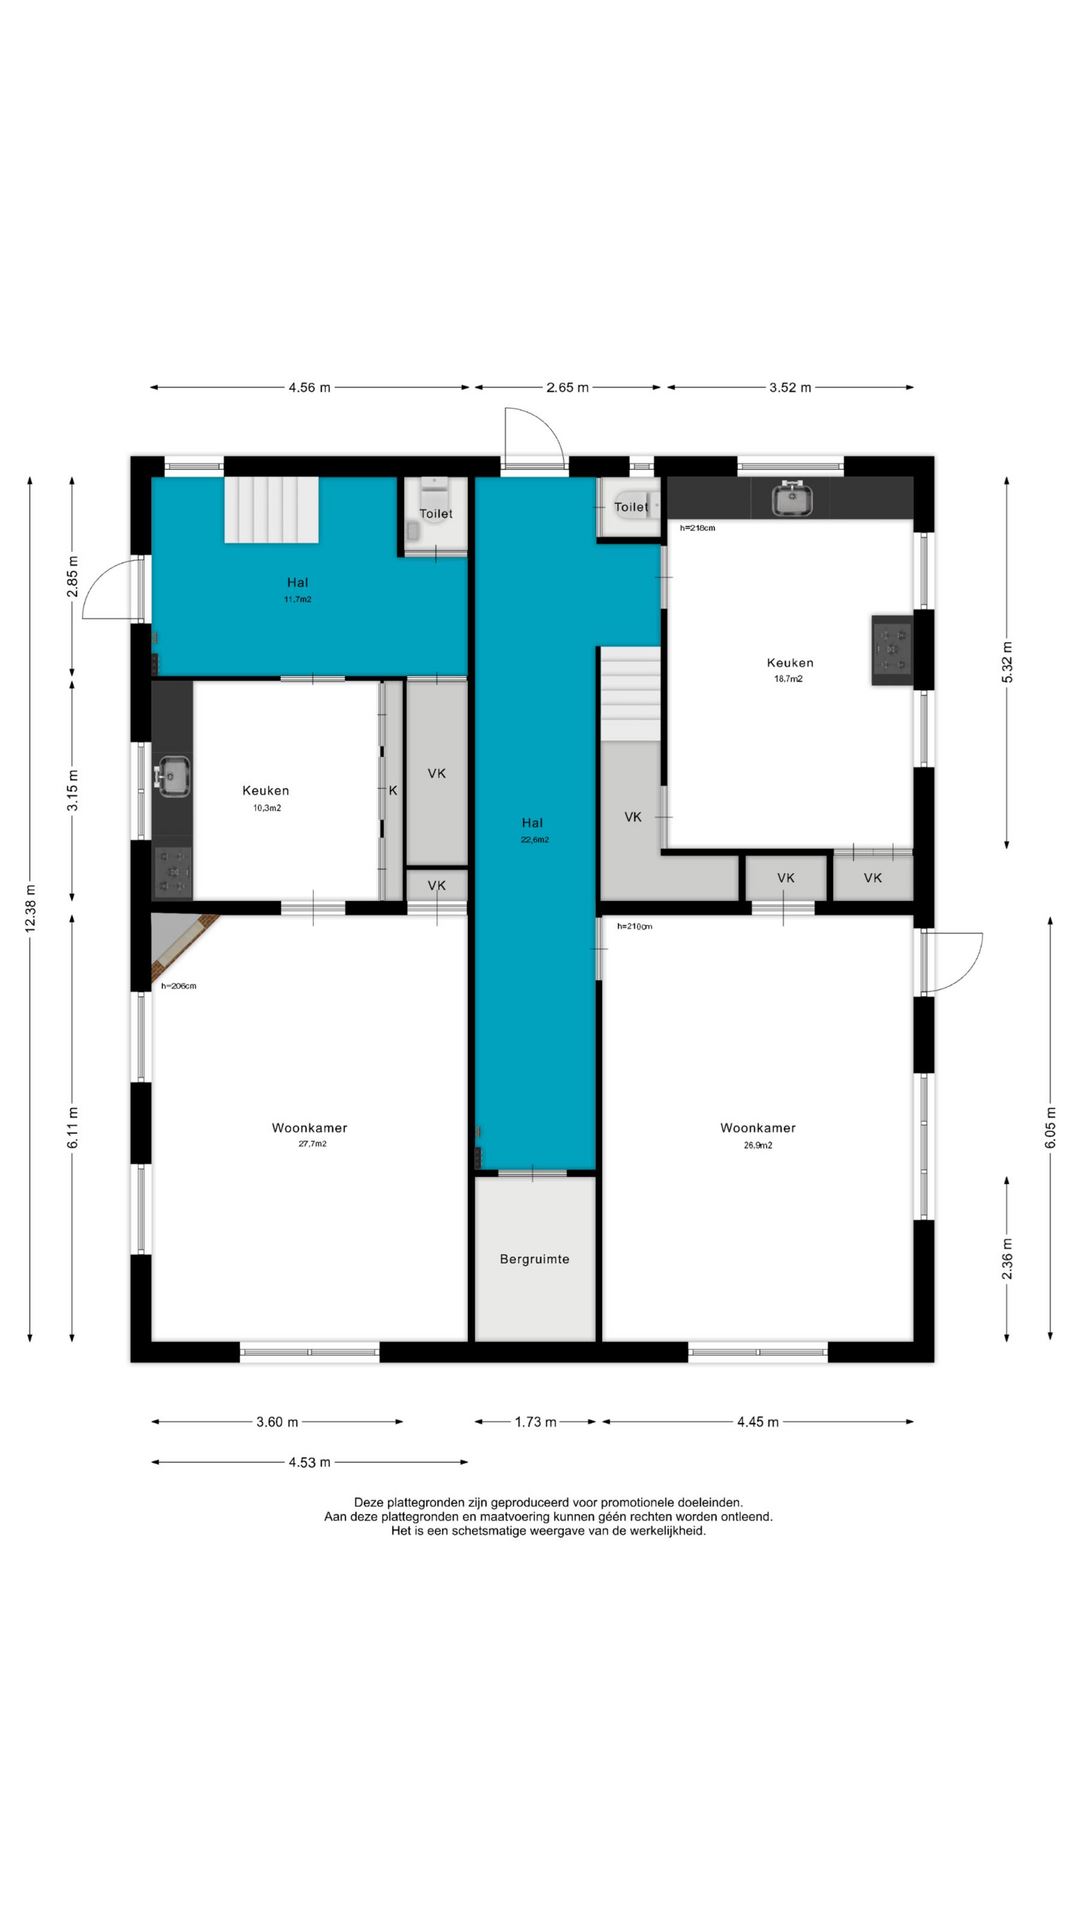 4.56 m
2.65 m
3.52 m
Toilet
Toilet
h=218cm
2.85 m
Hal
11,7m2
5.32 m
Keuken
18,7m2
12.38 m
3.15 m
VK
Keuken
10,3m2
K
VK
Hal
22,6m2
VK
VK
VK
h=210cm
h=206cm
6.11 m
Woonkamer
27,7m2
Woonkamer
26,9m2
6.05 m
Bergruimte
2.36 m
3.60 m
1.73 m
4.45 m
4.53 m
Deze plattegronden zijn geproduceerd voor promotionele doeleinden.
Aan deze plattegronden en maatvoering kunnen géén rechten worden ontleend.
Het is een schetsmatige weergave van de werkelijkheid.